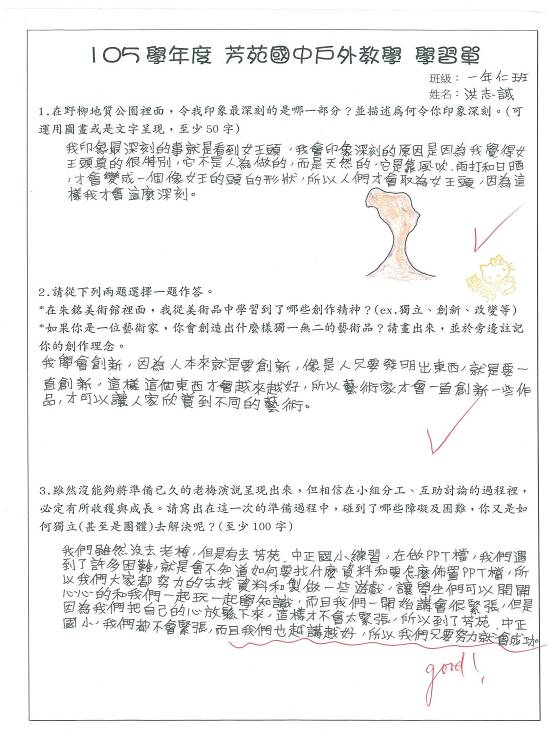 105學年度 芳苑國中戶外教學 學習單
班級：一年仁班
姓名：洪志誠
1.在野柳地質公園裡面，令我印象最深刻的是哪一部分？並描述為何令你印象深刻。(可
運用圖畫或是文字呈現，至少50字)
我印象最深刻的事就是看到女王頭，我會印象深刻的原因是因為我覺得女
王頭真的很特別，它不是人為做的，而是天然的，它是靠風吹、雨打和日晒
，才會變成一個像女王的頭的形狀，所以人們才會取為女王頭，因為這
樣我才會這麼深刻。
2.請從下列兩題選擇一題作答。
*在朱銘美術館裡面，我從美術品中學習到了哪些創作精神？(ex.獨立、創新、改變等)
*如果你是一位藝術家，你會創造出什麼樣獨一無二的藝術品？請畫出來，並於旁邊註記
你的創作理念。
我學會創新，因為人本來就是要創新，像是人只要發明出東西，就是要一
直創新，這樣這個東西才會越來越好，所以藝術家才會一直創新一些作
品，才可以讓人家欣賞到不同的藝術。
3.雖然沒能夠將準備已久的老梅演說呈現出來，但相信在小組分工、互助討論的過程裡，
必定有所收獲與成長。請寫出在這一次的準備過程中，碰到了哪些障礙及困難，你又是如
何獨立(甚至是團體)去解決呢？(至少100字)
我們雖然沒去老梅，但是有去芳苑、中正國小練習，在做PPT檔，我們遇
到了許多困難，就是會不知道如何要找什麼資料和要怎麼佈置PPT檔，所
以我們大家都努力的去找資料和製做一些遊戲，讓學生們可以開開
心心的和我們一起玩一起學知識，而且我們一開始講會很緊張，但是
因為我們把自己的心放鬆下來，這樣才不會太緊張，所以到了芳苑、中正
國小，我們都不會緊張，而且我們也越講越好，所以我們只要努力就會成功。
good!